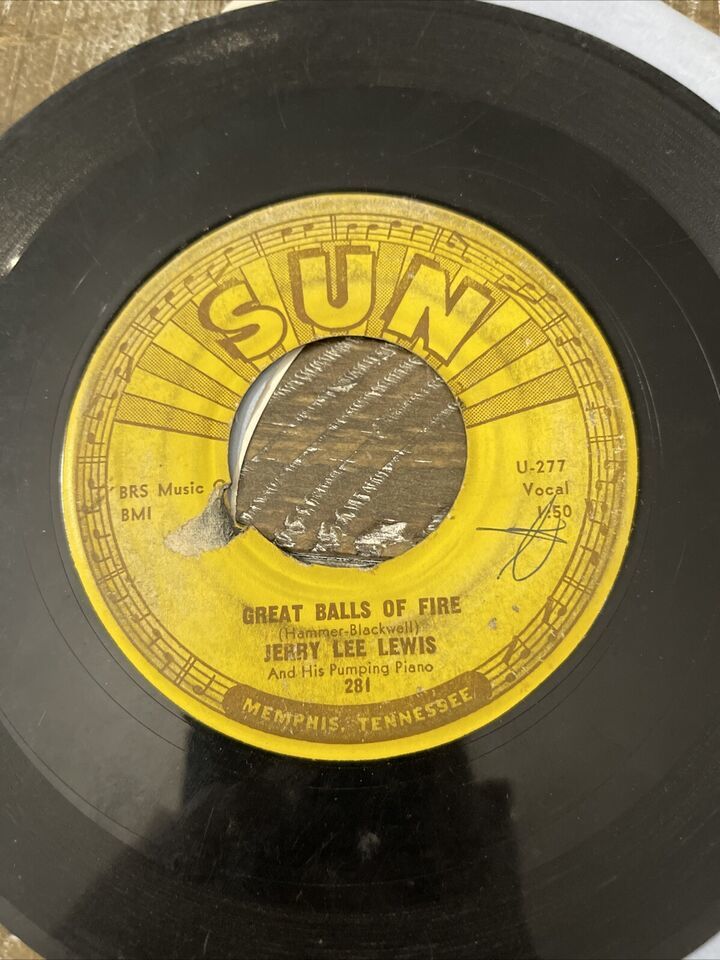 SUN
BRS Music
BMI
U-277
Vocal
1:50
GREAT BALLS OF FIRE
(Hammer-Blackwell)
JERRY LEE LEWIS
And His Pumping Piano
281
MEMPHIS, TENNESSEE